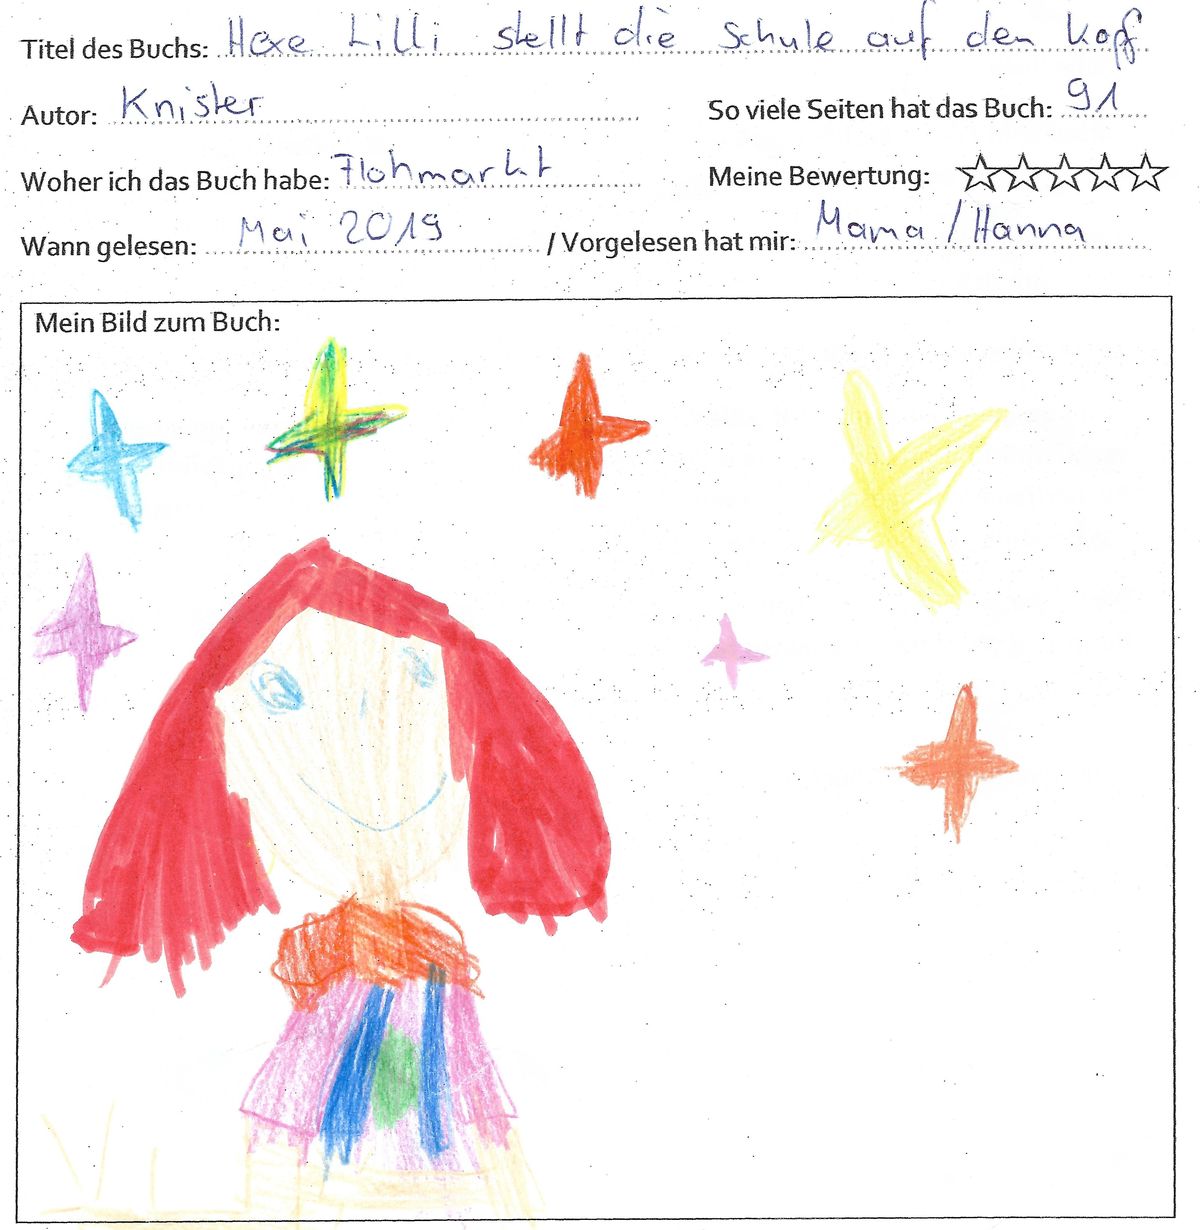 Titel des Buchs: Hexe Lilli stellt die Schule auf den Kopf
Autor: Knister So viele Seiten hat das Buch: 91
Woher ich das Buch habe: Flohmarkt Meine Bewertung:
Wann gelesen: Mai 2019 / Vorgelesen hat mir: Mama / Hanna
Mein Bild zum Buch: